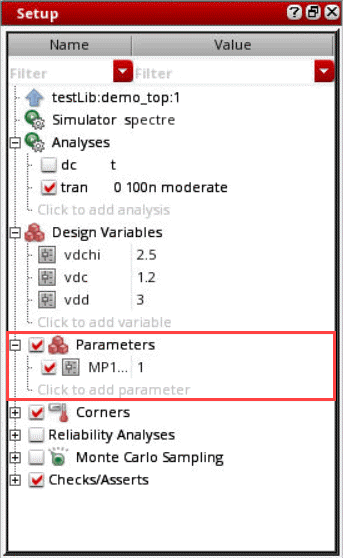 Setup
Name Value
Filter Filter
testLib:demo_top:1
Simulator spectre
Analyses
dc t
tran 0 100n moderate
Click to add analysis
Design Variables
vdchi 2.5
vdc 1.2
vdd 3
Click to add variable
Parameters
MP1... 1
Click to add parameter
Corners
Reliability Analyses
Monte Carlo Sampling
Checks/Asserts